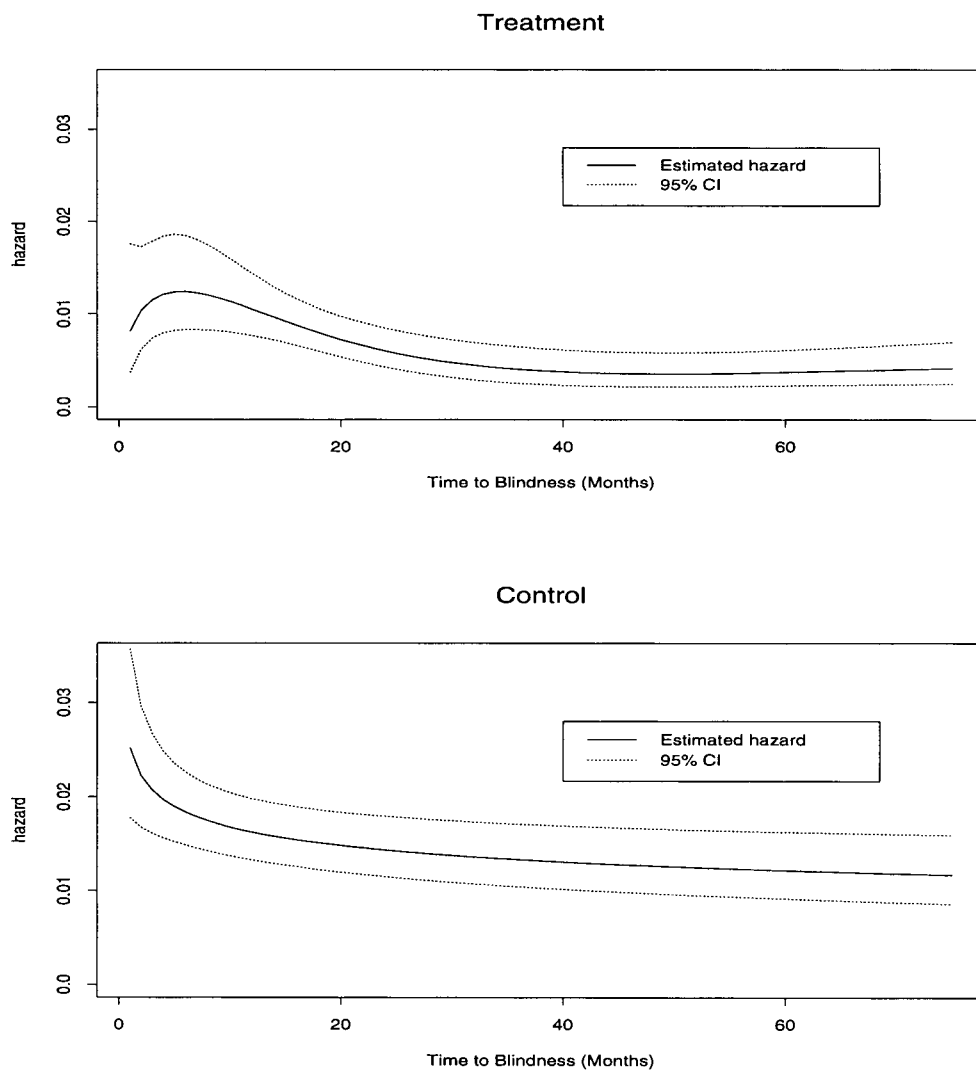 Treatment
hazard
0.03
0.02
0.01
0.0
Estimated hazard
95% CI
0
20
40
60
Time to Blindness (Months)
Control
hazard
0.03
0.02
0.01
0.0
Estimated hazard
95% CI
0
20
40
60
Time to Blindness (Months)